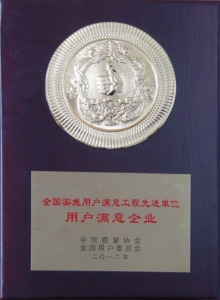 全国实施用户满意工程先进单位
用户满意企业
中国质量协会
全国用户委员会
二〇一二年